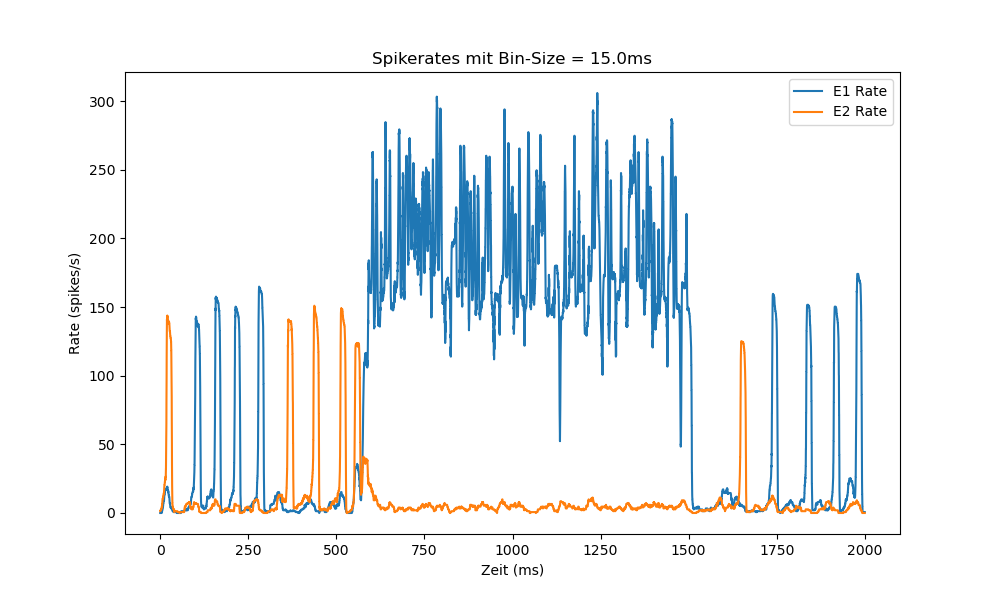 Spikerates mit Bin-Size = 15.0ms
E1 Rate
E2 Rate
Rate (spikes/s)
300
250
200
150
100
50
0
0 250 500 750 1000 1250 1500 1750 2000
Zeit (ms)